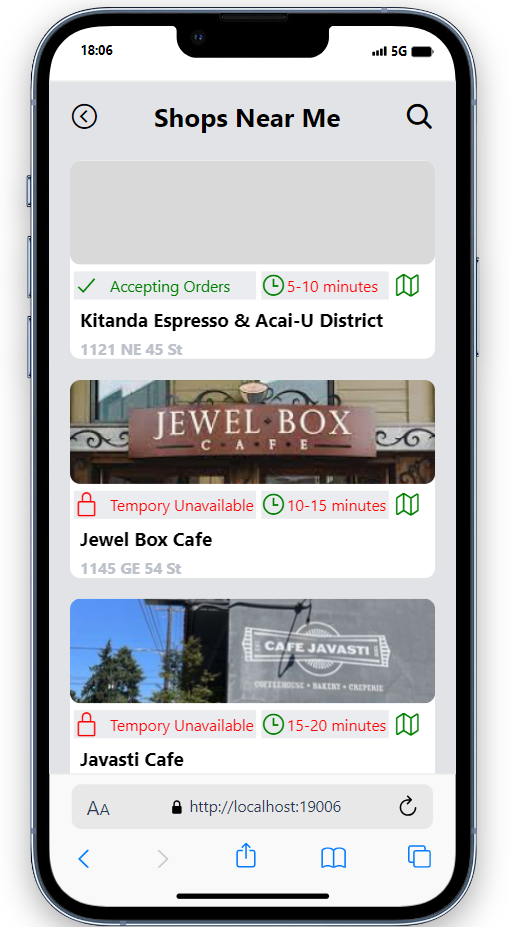 18:06 5G
Shops Near Me
Accepting Orders 5-10 minutes
Kitanda Espresso & Acai-U District
1121 NE 45 St
JEWEL BOX
CAFE
Tempory Unavailable 10-15 minutes
Jewel Box Cafe
1145 GE 54 St
CAFE JAVASTI
COFFEEHOUSE • BAKERY • CREPERIE
Tempory Unavailable 15-20 minutes
Javasti Cafe
AA http://localhost:19006